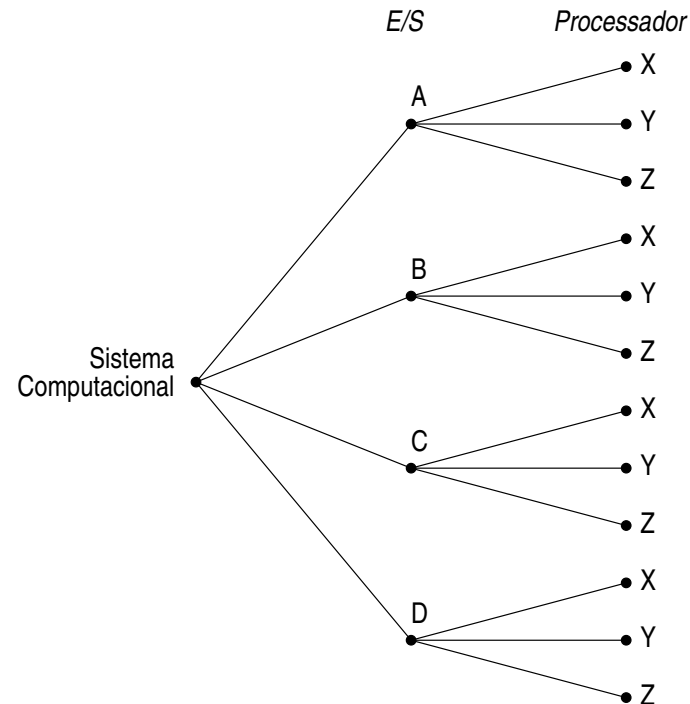 E/S Processador
X
A
Y
Z
X
B
Y
Z
Sistema
Computacional
X
C
Y
Z
X
D
Y
Z